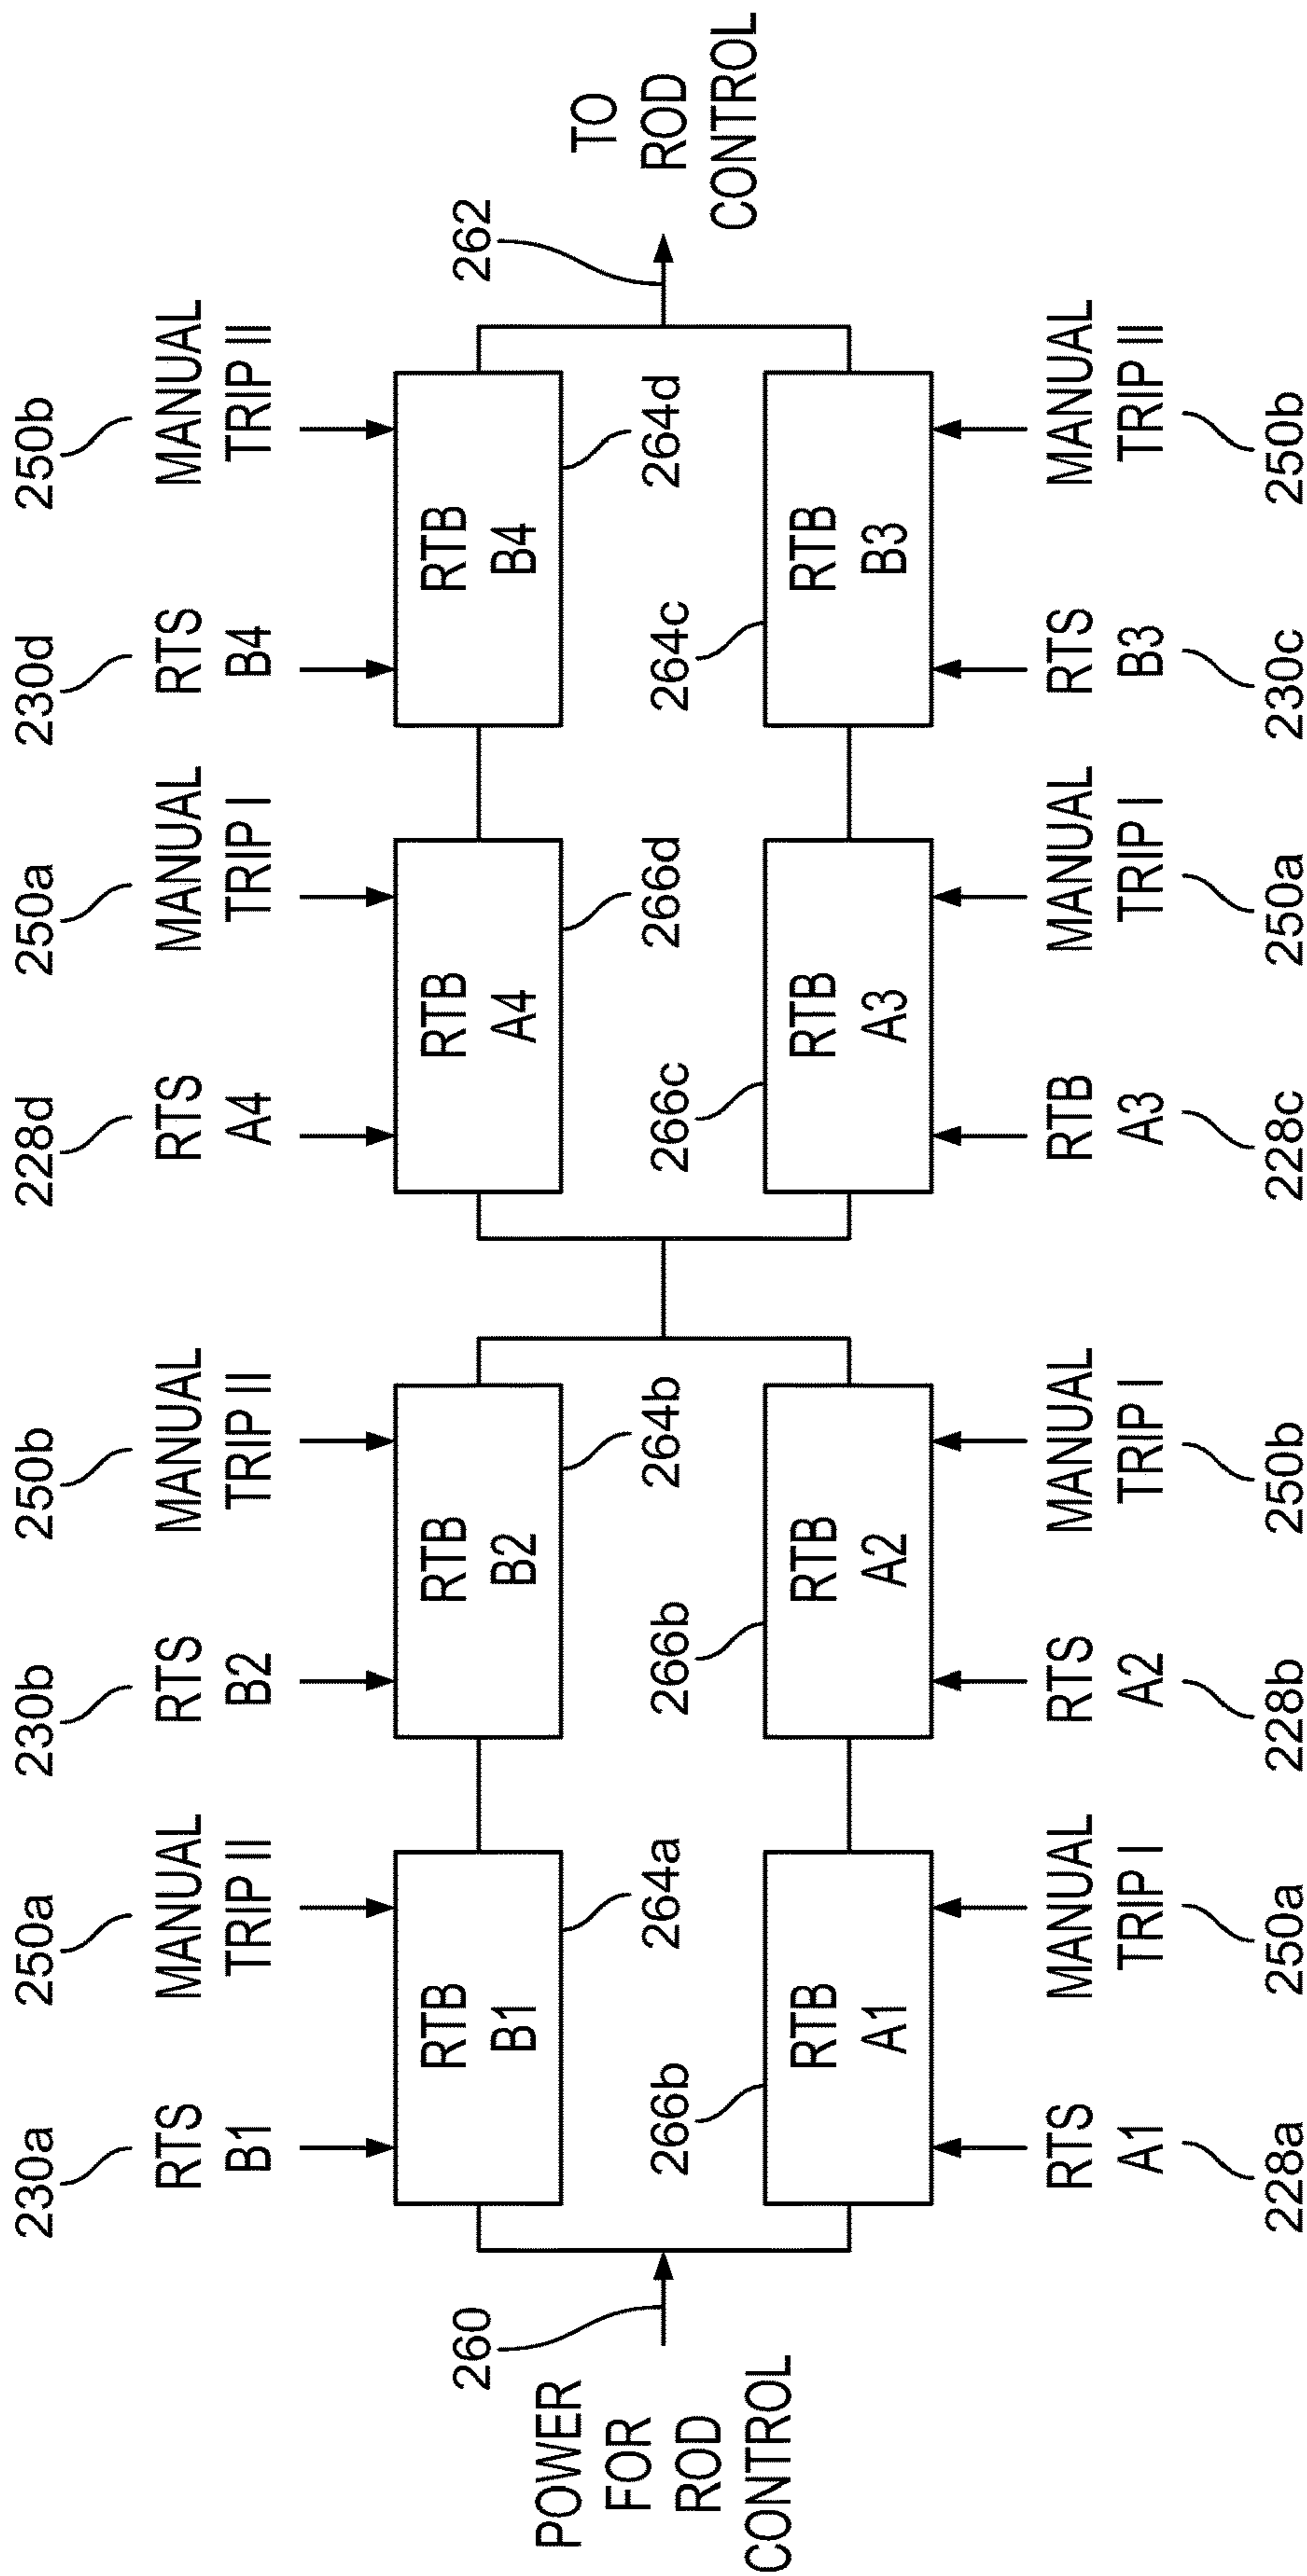 230a
250a
230b
250b
228d
250a
230d
250b
RTS
B1
MANUAL
TRIP II
RTS
B2
MANUAL
TRIP II
RTS
A4
MANUAL
TRIP I
RTS
B4
MANUAL
TRIP II
RTB
B1
RTB
B2
RTB
A4
RTB
B4
260
264a
264b
266d
264d
262
POWER
FOR
ROD
CONTROL
TO
ROD
CONTROL
266b
266b
266c
264c
RTB
A1
RTB
A2
RTB
A3
RTB
B3
RTS
A1
MANUAL
TRIP I
RTS
A2
MANUAL
TRIP I
RTB
A3
MANUAL
TRIP I
RTS
B3
MANUAL
TRIP II
228a
250a
228b
250b
228c
250a
230c
250b